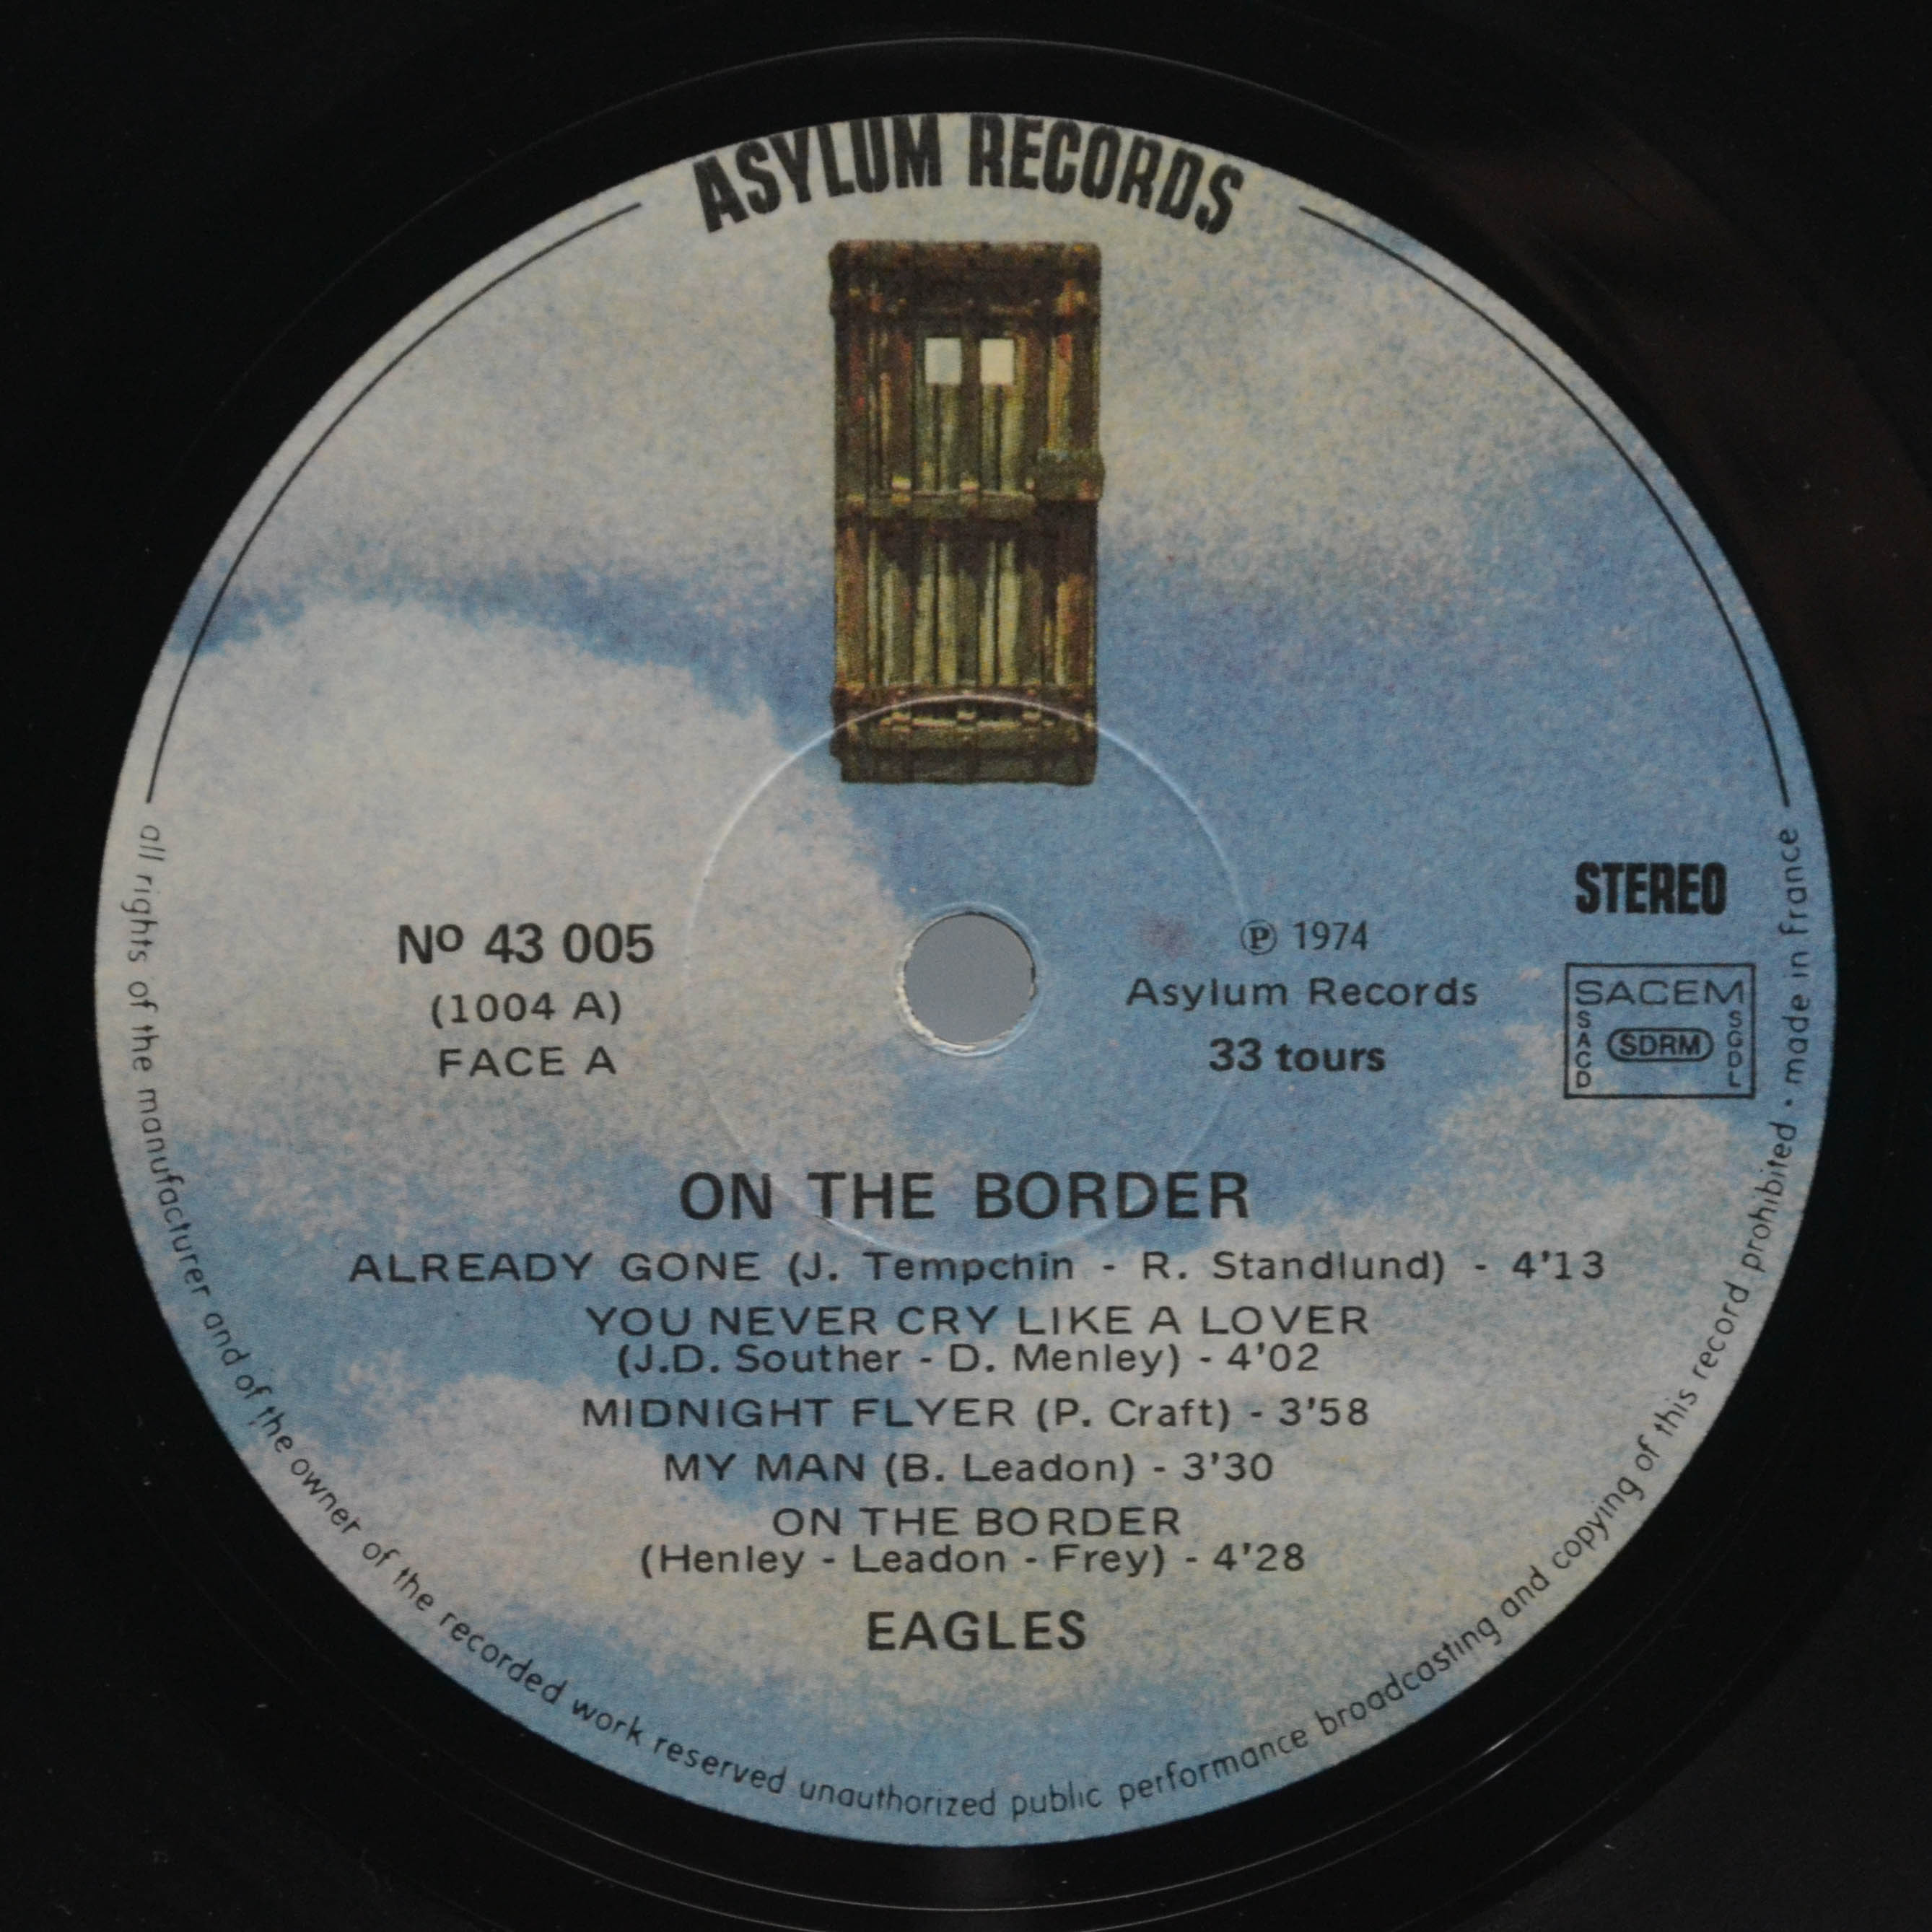 ASYLUM RECORDS
STEREO
Nº 43 005
(1004 A)
FACE A
Ⓟ 1974
Asylum Records
33 tours
SACEM
SACD
SDRM
SGDL
ON THE BORDER
ALREADY GONE (J. Tempchin - R. Standlund) - 4'13
YOU NEVER CRY LIKE A LOVER
(J.D. Souther - D. Menley) - 4'02
MIDNIGHT FLYER (P. Craft) - 3'58
MY MAN (B. Leadon) - 3'30
ON THE BORDER
(Henley - Leadon - Frey) - 4'28
EAGLES
all rights of the manufacturer and of the owner of the recorded work reserved unauthorized public performance broadcasting and copying of this record prohibited · made in france